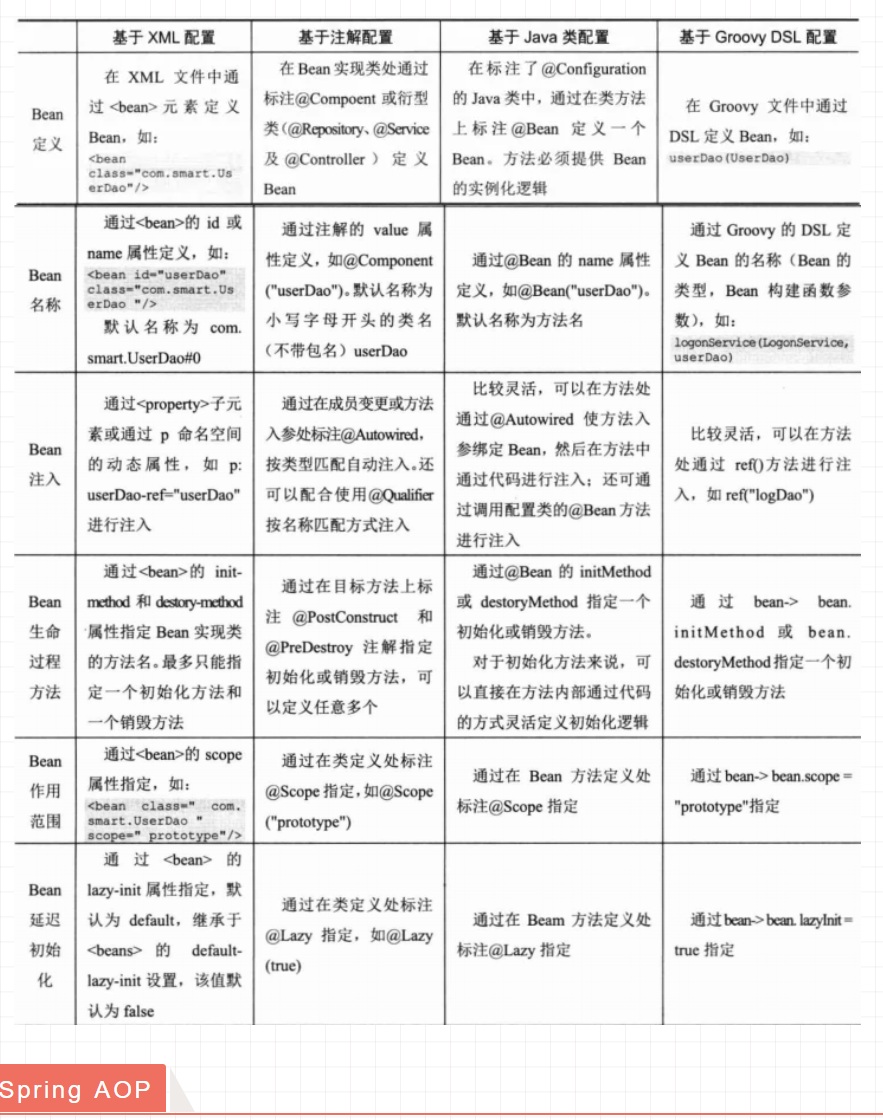 基于 XML 配置
基于注解配置
基于 Java 类配置
基于 Groovy DSL 配置
Bean
定义
在 XML 文件中通
过<bean>元素定义
Bean，如：
<bean
class="com.smart.Us
erDao"/>
在 Bean 实现类处通过
标注@Compoent 或衍型
类（@Repository、@Service
及 @Controller）定义
Bean
在标注了@Configuration
的 Java 类中，通过在类方法
上标注@Bean 定义一个
Bean。方法必须提供 Bean
的实例化逻辑
在 Groovy 文件中通过
DSL 定义 Bean，如：
userDao(UserDao)
Bean
名称
通过<bean>的 id 或
name 属性定义，如：
<bean id="userDao"
class="com.smart.Us
erDao "/>
默认名称为 com.
smart.UserDao#0
通过注解的 value 属
性定义，如@Component
("userDao")。默认名称为
小写字母开头的类名
（不带包名）userDao
通过@Bean 的 name 属性
定义，如@Bean("userDao")。
默认名称为方法名
通过 Groovy 的 DSL 定
义 Bean 的名称（Bean 的
类型，Bean 构建函数参
数），如：
logonService(LogonService,
userDao)
Bean
注入
通过<property>子元
素或通过 p 命名空间
的动态属性，如 p:
userDao-ref="userDao"
进行注入
通过在成员变更或方法
入参处标注@Autowired，
按类型匹配自动注入。还
可以配合使用@Qualifier
按名称匹配方式注入
比较灵活，可以在方法处
通过@Autowired 使方法入
参绑定 Bean，然后在方法中
通过代码进行注入；还可通
过调用配置类的@Bean 方法
进行注入
比较灵活，可以在方法
处通过 ref()方法进行注
入，如 ref("logDao")
Bean
生命
过程
方法
通过<bean>的 init-
method 和 destory-method
属性指定 Bean 实现类
的方法名。最多只能指
定一个初始化方法和
一个销毁方法
通过在目标方法上标
注 @PostConstruct 和
@PreDestroy 注解指定
初始化或销毁方法，可
以定义任意多个
通过@Bean 的 initMethod
或 destoryMethod 指定一个
初始化或销毁方法。
对于初始化方法来说，可
以直接在方法内部通过代码
的方式灵活定义初始化逻辑
通过 bean-> bean.
initMethod 或 bean.
destoryMethod 指定一个初
始化或销毁方法
Bean
作用
范围
通过<bean>的 scope
属性指定，如：
<bean class=" com.
smart.UserDao "
scope=" prototype"/>
通过在类定义处标注
@Scope 指定，如@Scope
("prototype")
通过在 Bean 方法定义处
标注@Scope 指定
通过 bean-> bean.scope =
"prototype"指定
Bean
延迟
初始
化
通过 <bean> 的
lazy-init 属性指定，默
认为 default，继承于
<beans> 的 default-
lazy-init 设置，该值默
认为 false
通过在类定义处标注
@Lazy 指定，如@Lazy
(true)
通过在 Beam 方法定义处
标注@Lazy 指定
通过 bean-> bean. lazyInit =
true 指定
Spring AOP